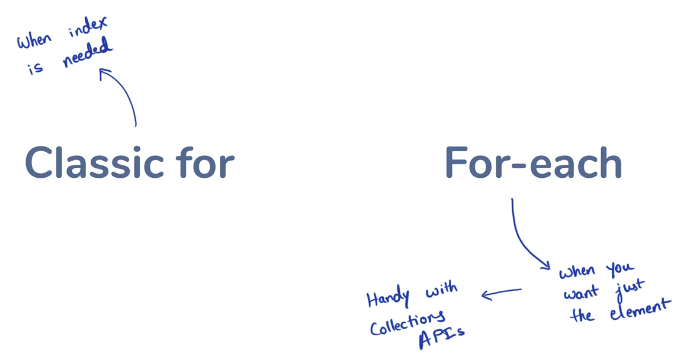 When index
is needed
Classic for
For-each
When you
want just
the element
Handy with
Collections
APIs